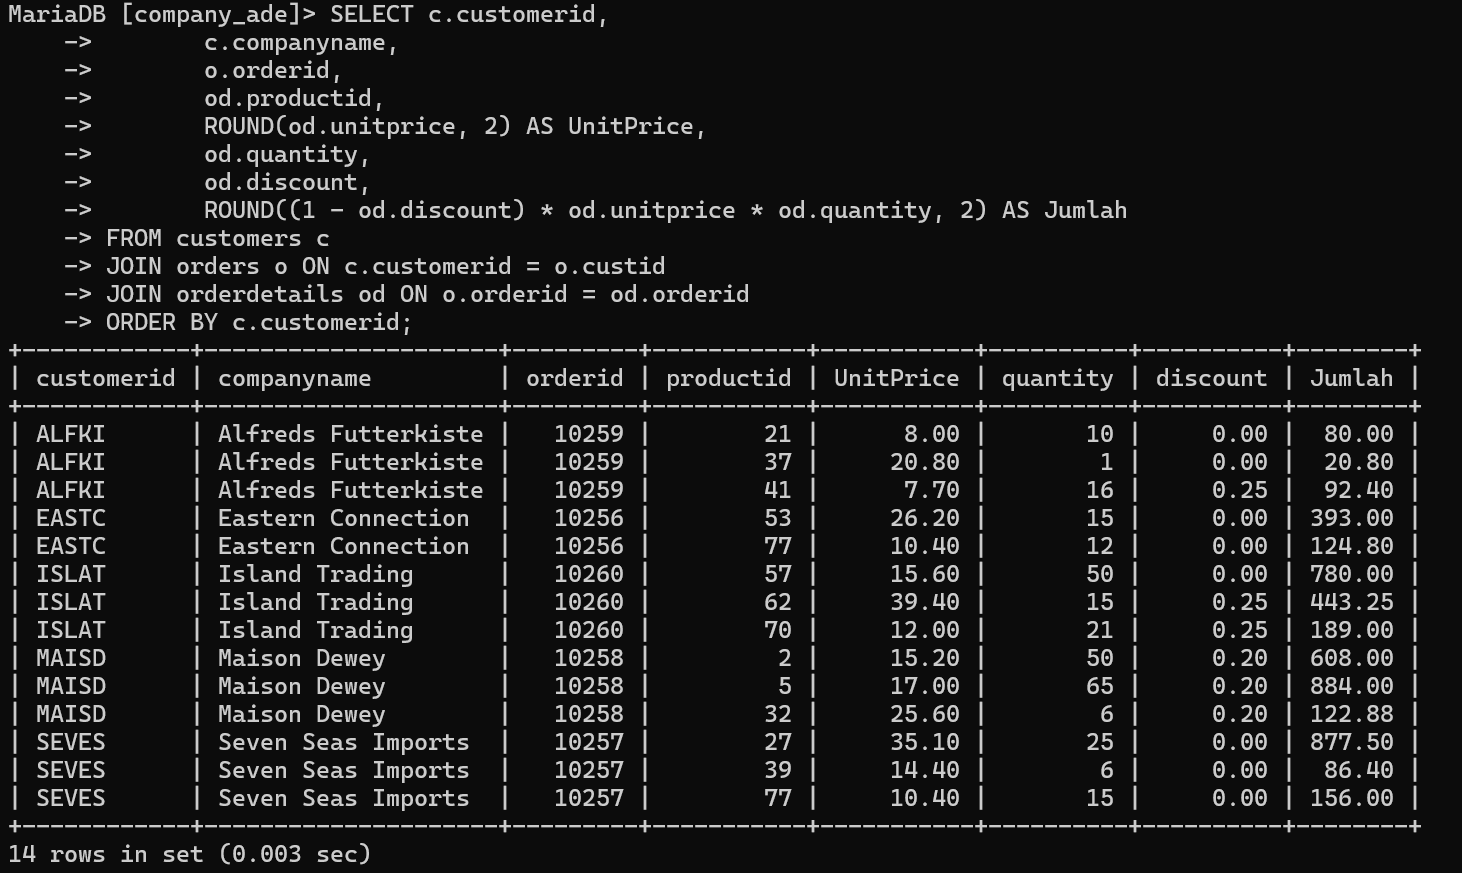 MariaDB [company_ade]> SELECT c.customerid,
    ->        c.companyname,
    ->        o.orderid,
    ->        od.productid,
    ->        ROUND(od.unitprice, 2) AS UnitPrice,
    ->        od.quantity,
    ->        od.discount,
    ->        ROUND((1 - od.discount) * od.unitprice * od.quantity, 2) AS Jumlah
    -> FROM customers c
    -> JOIN orders o ON c.customerid = o.custid
    -> JOIN orderdetails od ON o.orderid = od.orderid
    -> ORDER BY c.customerid;
+------------+---------------------+---------+-----------+-----------+----------+----------+--------+
| customerid | companyname         | orderid | productid | UnitPrice | quantity | discount | Jumlah |
+------------+---------------------+---------+-----------+-----------+----------+----------+--------+
| ALFKI      | Alfreds Futterkiste |   10259 |        21 |      8.00 |       10 |     0.00 |  80.00 |
| ALFKI      | Alfreds Futterkiste |   10259 |        37 |     20.80 |        1 |     0.00 |  20.80 |
| ALFKI      | Alfreds Futterkiste |   10259 |        41 |      7.70 |       16 |     0.25 |  92.40 |
| EASTC      | Eastern Connection  |   10256 |        53 |     26.20 |       15 |     0.00 | 393.00 |
| EASTC      | Eastern Connection  |   10256 |        77 |     10.40 |       12 |     0.00 | 124.80 |
| ISLAT      | Island Trading      |   10260 |        57 |     15.60 |       50 |     0.00 | 780.00 |
| ISLAT      | Island Trading      |   10260 |        62 |     39.40 |       15 |     0.25 | 443.25 |
| ISLAT      | Island Trading      |   10260 |        70 |     12.00 |       21 |     0.25 | 189.00 |
| MAISD      | Maison Dewey        |   10258 |         2 |     15.20 |       50 |     0.20 | 608.00 |
| MAISD      | Maison Dewey        |   10258 |         5 |     17.00 |       65 |     0.20 | 884.00 |
| MAISD      | Maison Dewey        |   10258 |        32 |     25.60 |        6 |     0.20 | 122.88 |
| SEVES      | Seven Seas Imports  |   10257 |        27 |     35.10 |       25 |     0.00 | 877.50 |
| SEVES      | Seven Seas Imports  |   10257 |        39 |     14.40 |        6 |     0.00 |  86.40 |
| SEVES      | Seven Seas Imports  |   10257 |        77 |     10.40 |       15 |     0.00 | 156.00 |
+------------+---------------------+---------+-----------+-----------+----------+----------+--------+
14 rows in set (0.003 sec)